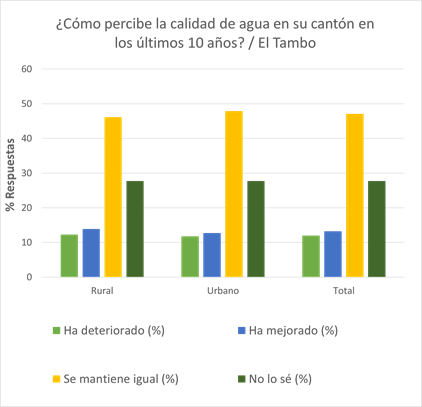 ¿Cómo percibe la calidad de agua en su cantón en
los últimos 10 años? / El Tambo
60
50
40
30
20
10
0
% Respuestas
Rural
Urbano
Total
Ha deteriorado (%)
Ha mejorado (%)
Se mantiene igual (%)
No lo sé (%)